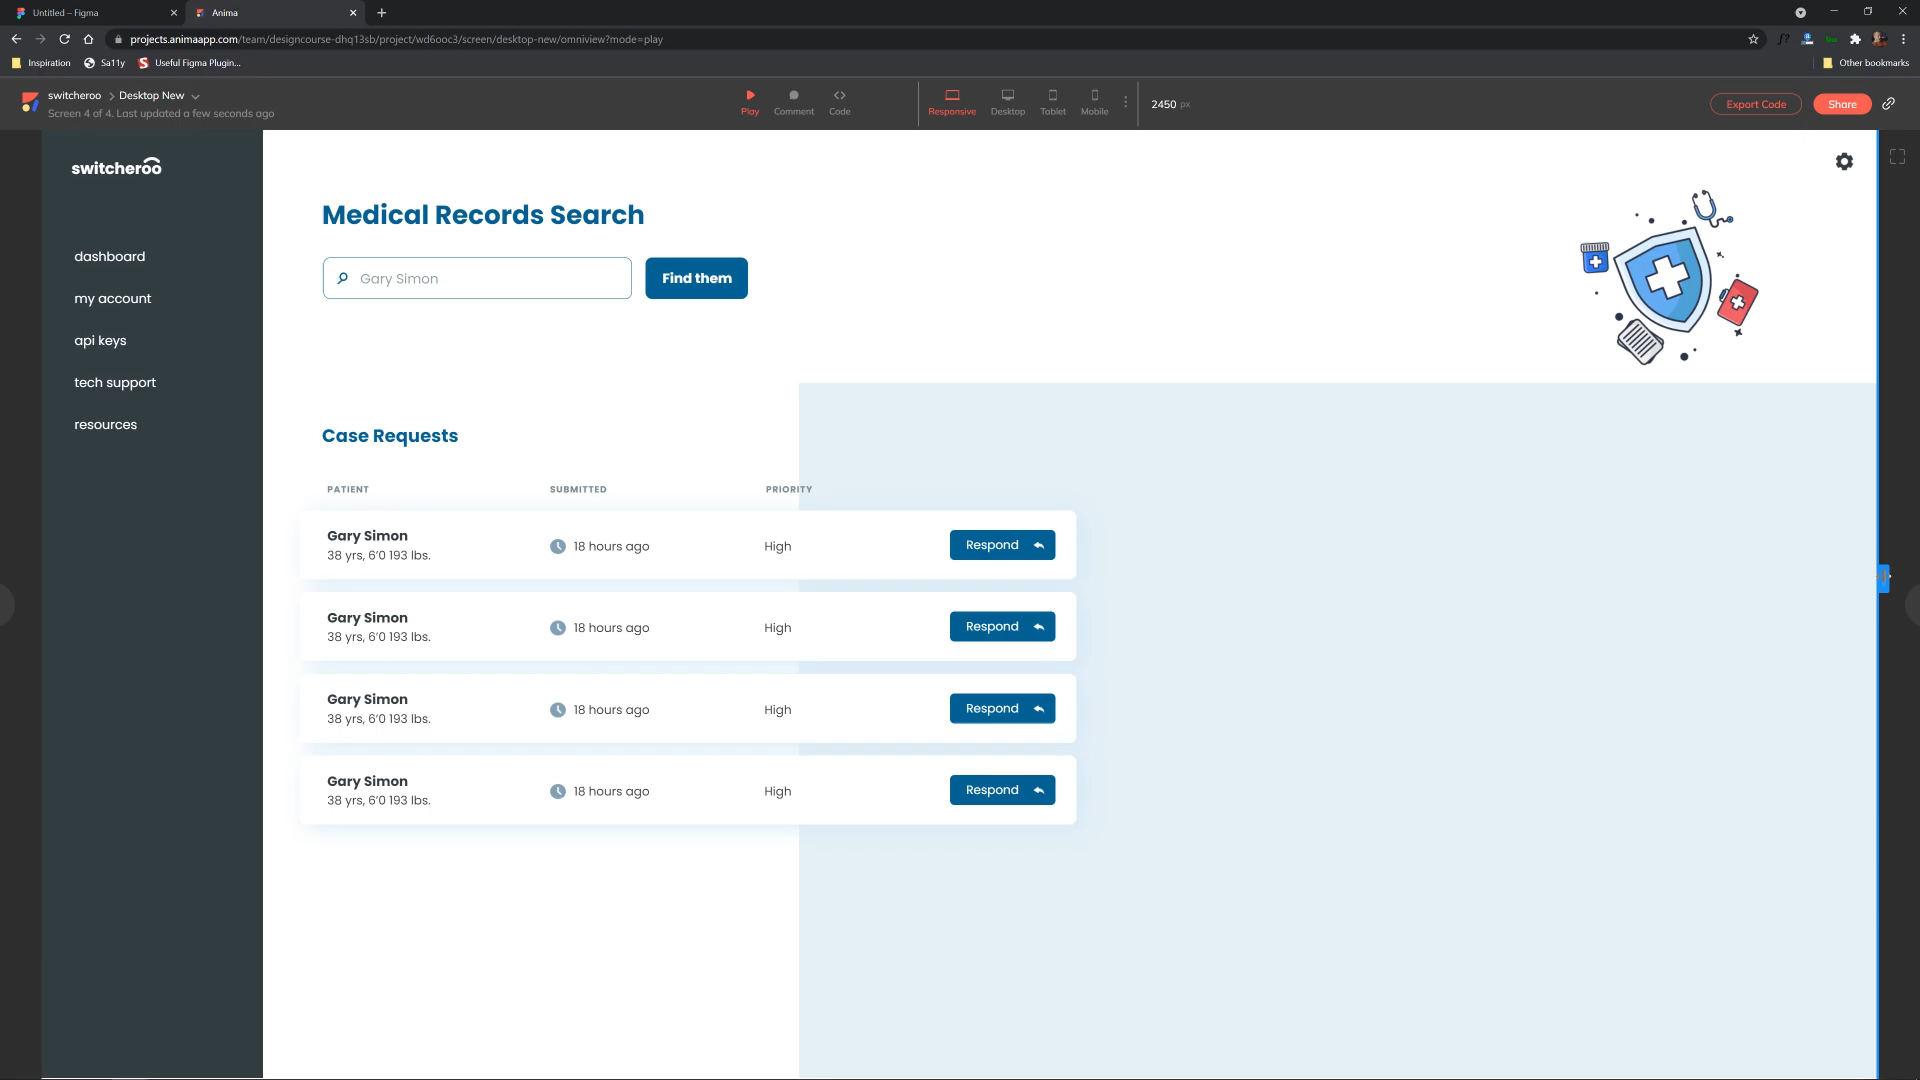 Untitled – Figma
Anima
projects.animaapp.com/team/designcourse-dhq13sb/project/wd6ooc3/screen/desktop-new/omniview?mode=play
Inspiration
Sa11y
Useful Figma Plugin...
Other bookmarks
switcheroo
Desktop New
Screen 4 of 4. Last updated a few seconds ago
Play
Comment
Code
Responsive
Desktop
Tablet
Mobile
2450 px
Export Code
Share
switcheroo
dashboard
my account
api keys
tech support
resources
Medical Records Search
Gary Simon
Find them
Case Requests
PATIENT
SUBMITTED
PRIORITY
Gary Simon
38 yrs, 6’0 193 lbs.
18 hours ago
High
Respond
Gary Simon
38 yrs, 6’0 193 lbs.
18 hours ago
High
Respond
Gary Simon
38 yrs, 6’0 193 lbs.
18 hours ago
High
Respond
Gary Simon
38 yrs, 6’0 193 lbs.
18 hours ago
High
Respond